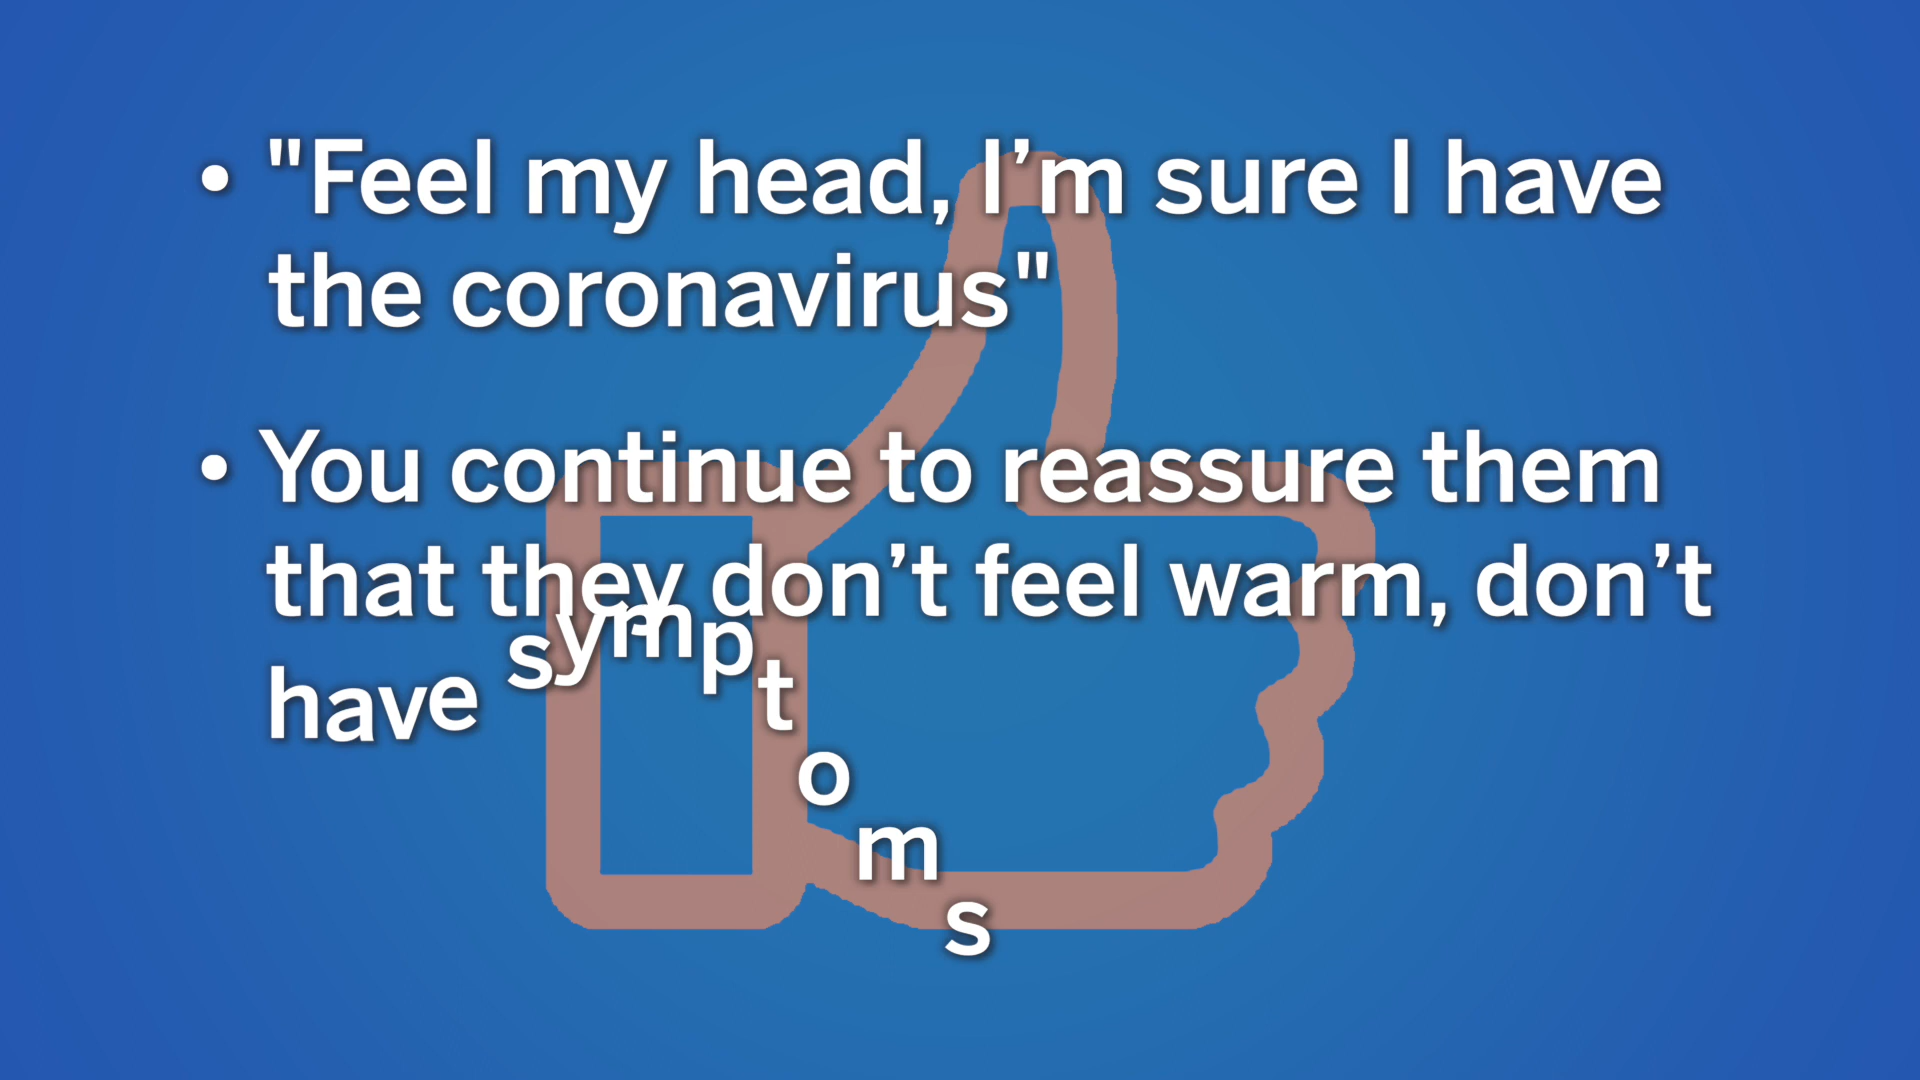 • "Feel my head, I’m sure I have
the coronavirus"
• You continue to reassure them
that they don’t feel warm, don’t
have symptoms